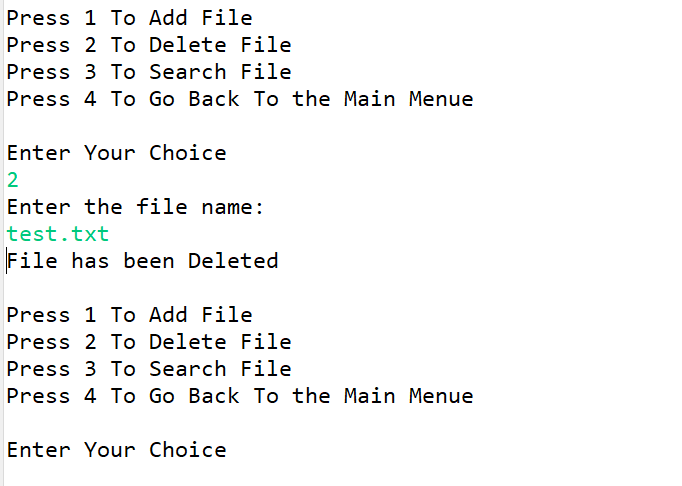 Press 1 To Add File
Press 2 To Delete File
Press 3 To Search File
Press 4 To Go Back To the Main Menue
Enter Your Choice
2
Enter the file name:
test.txt
File has been Deleted
Press 1 To Add File
Press 2 To Delete File
Press 3 To Search File
Press 4 To Go Back To the Main Menue
Enter Your Choice